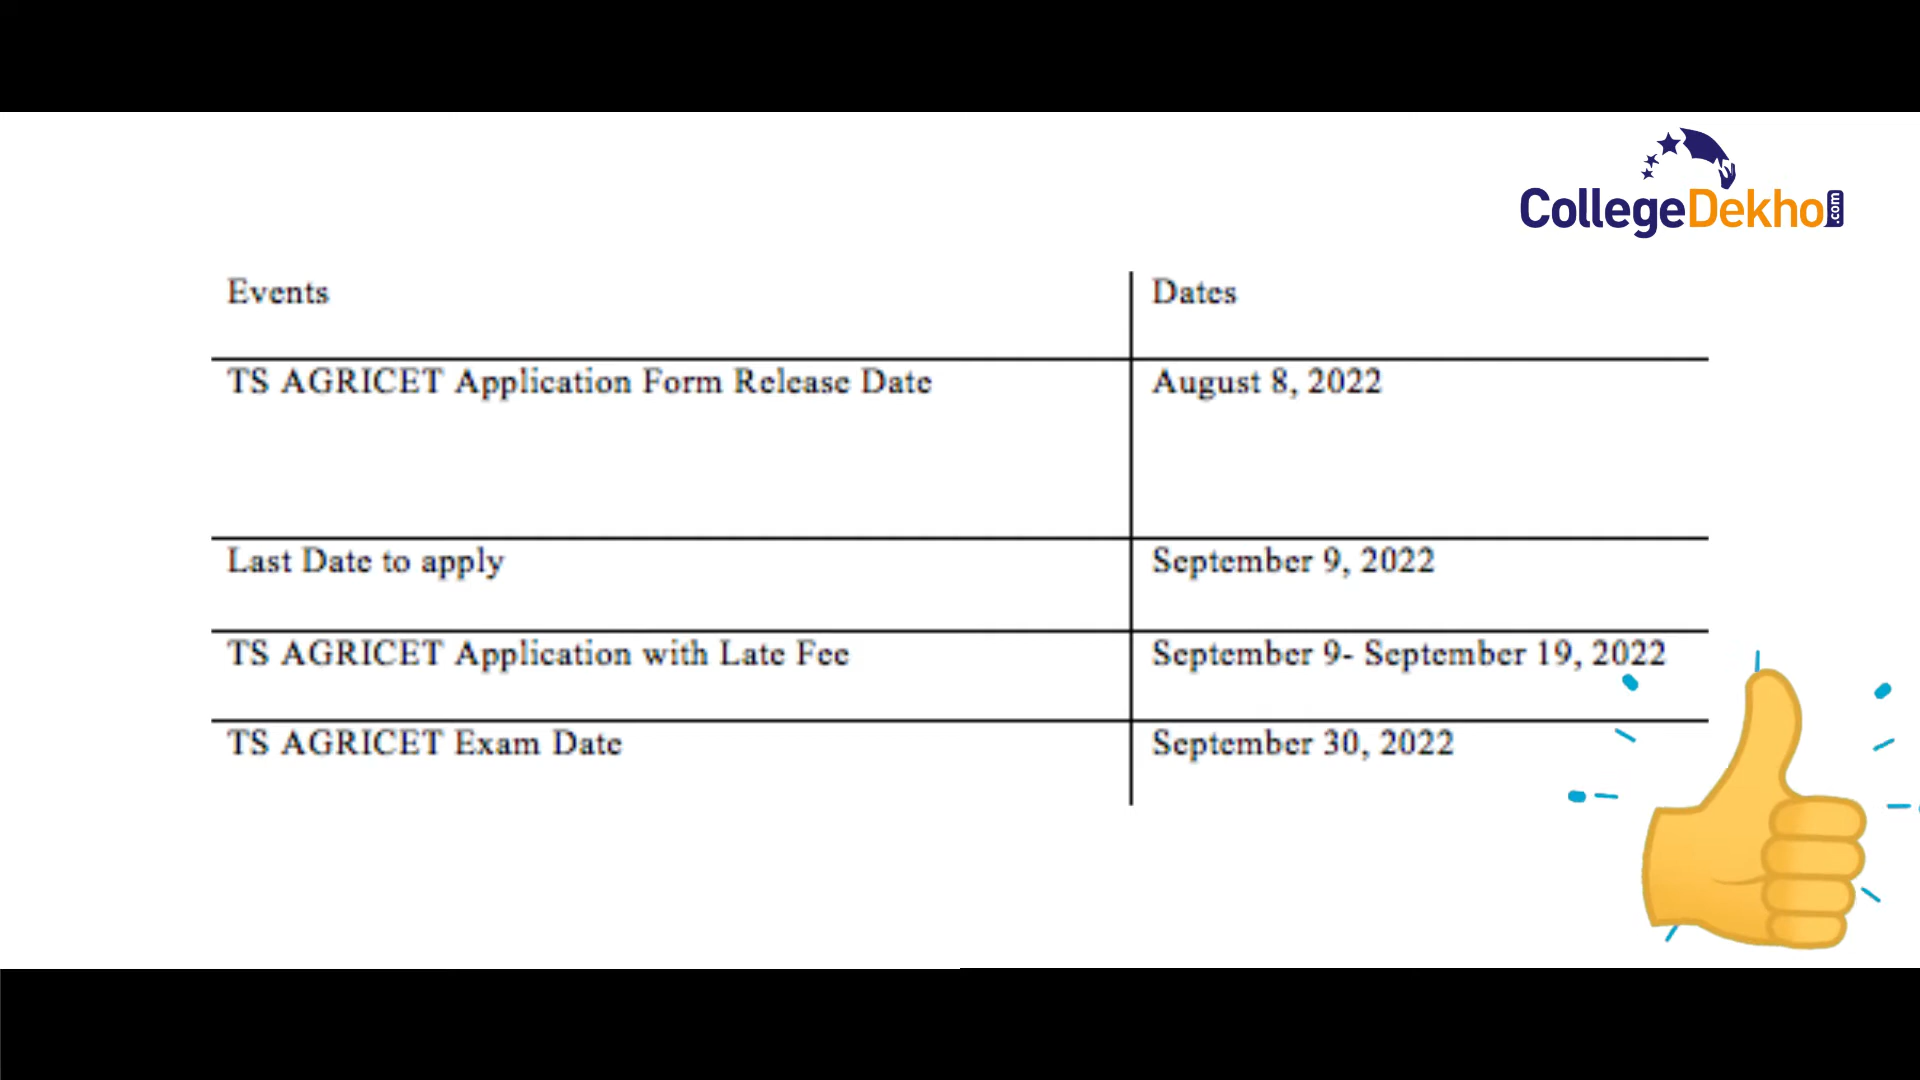 CollegeDekho.com
Events Dates
TS AGRICET Application Form Release Date August 8, 2022
Last Date to apply September 9, 2022
TS AGRICET Application with Late Fee September 9- September 19, 2022
TS AGRICET Exam Date September 30, 2022